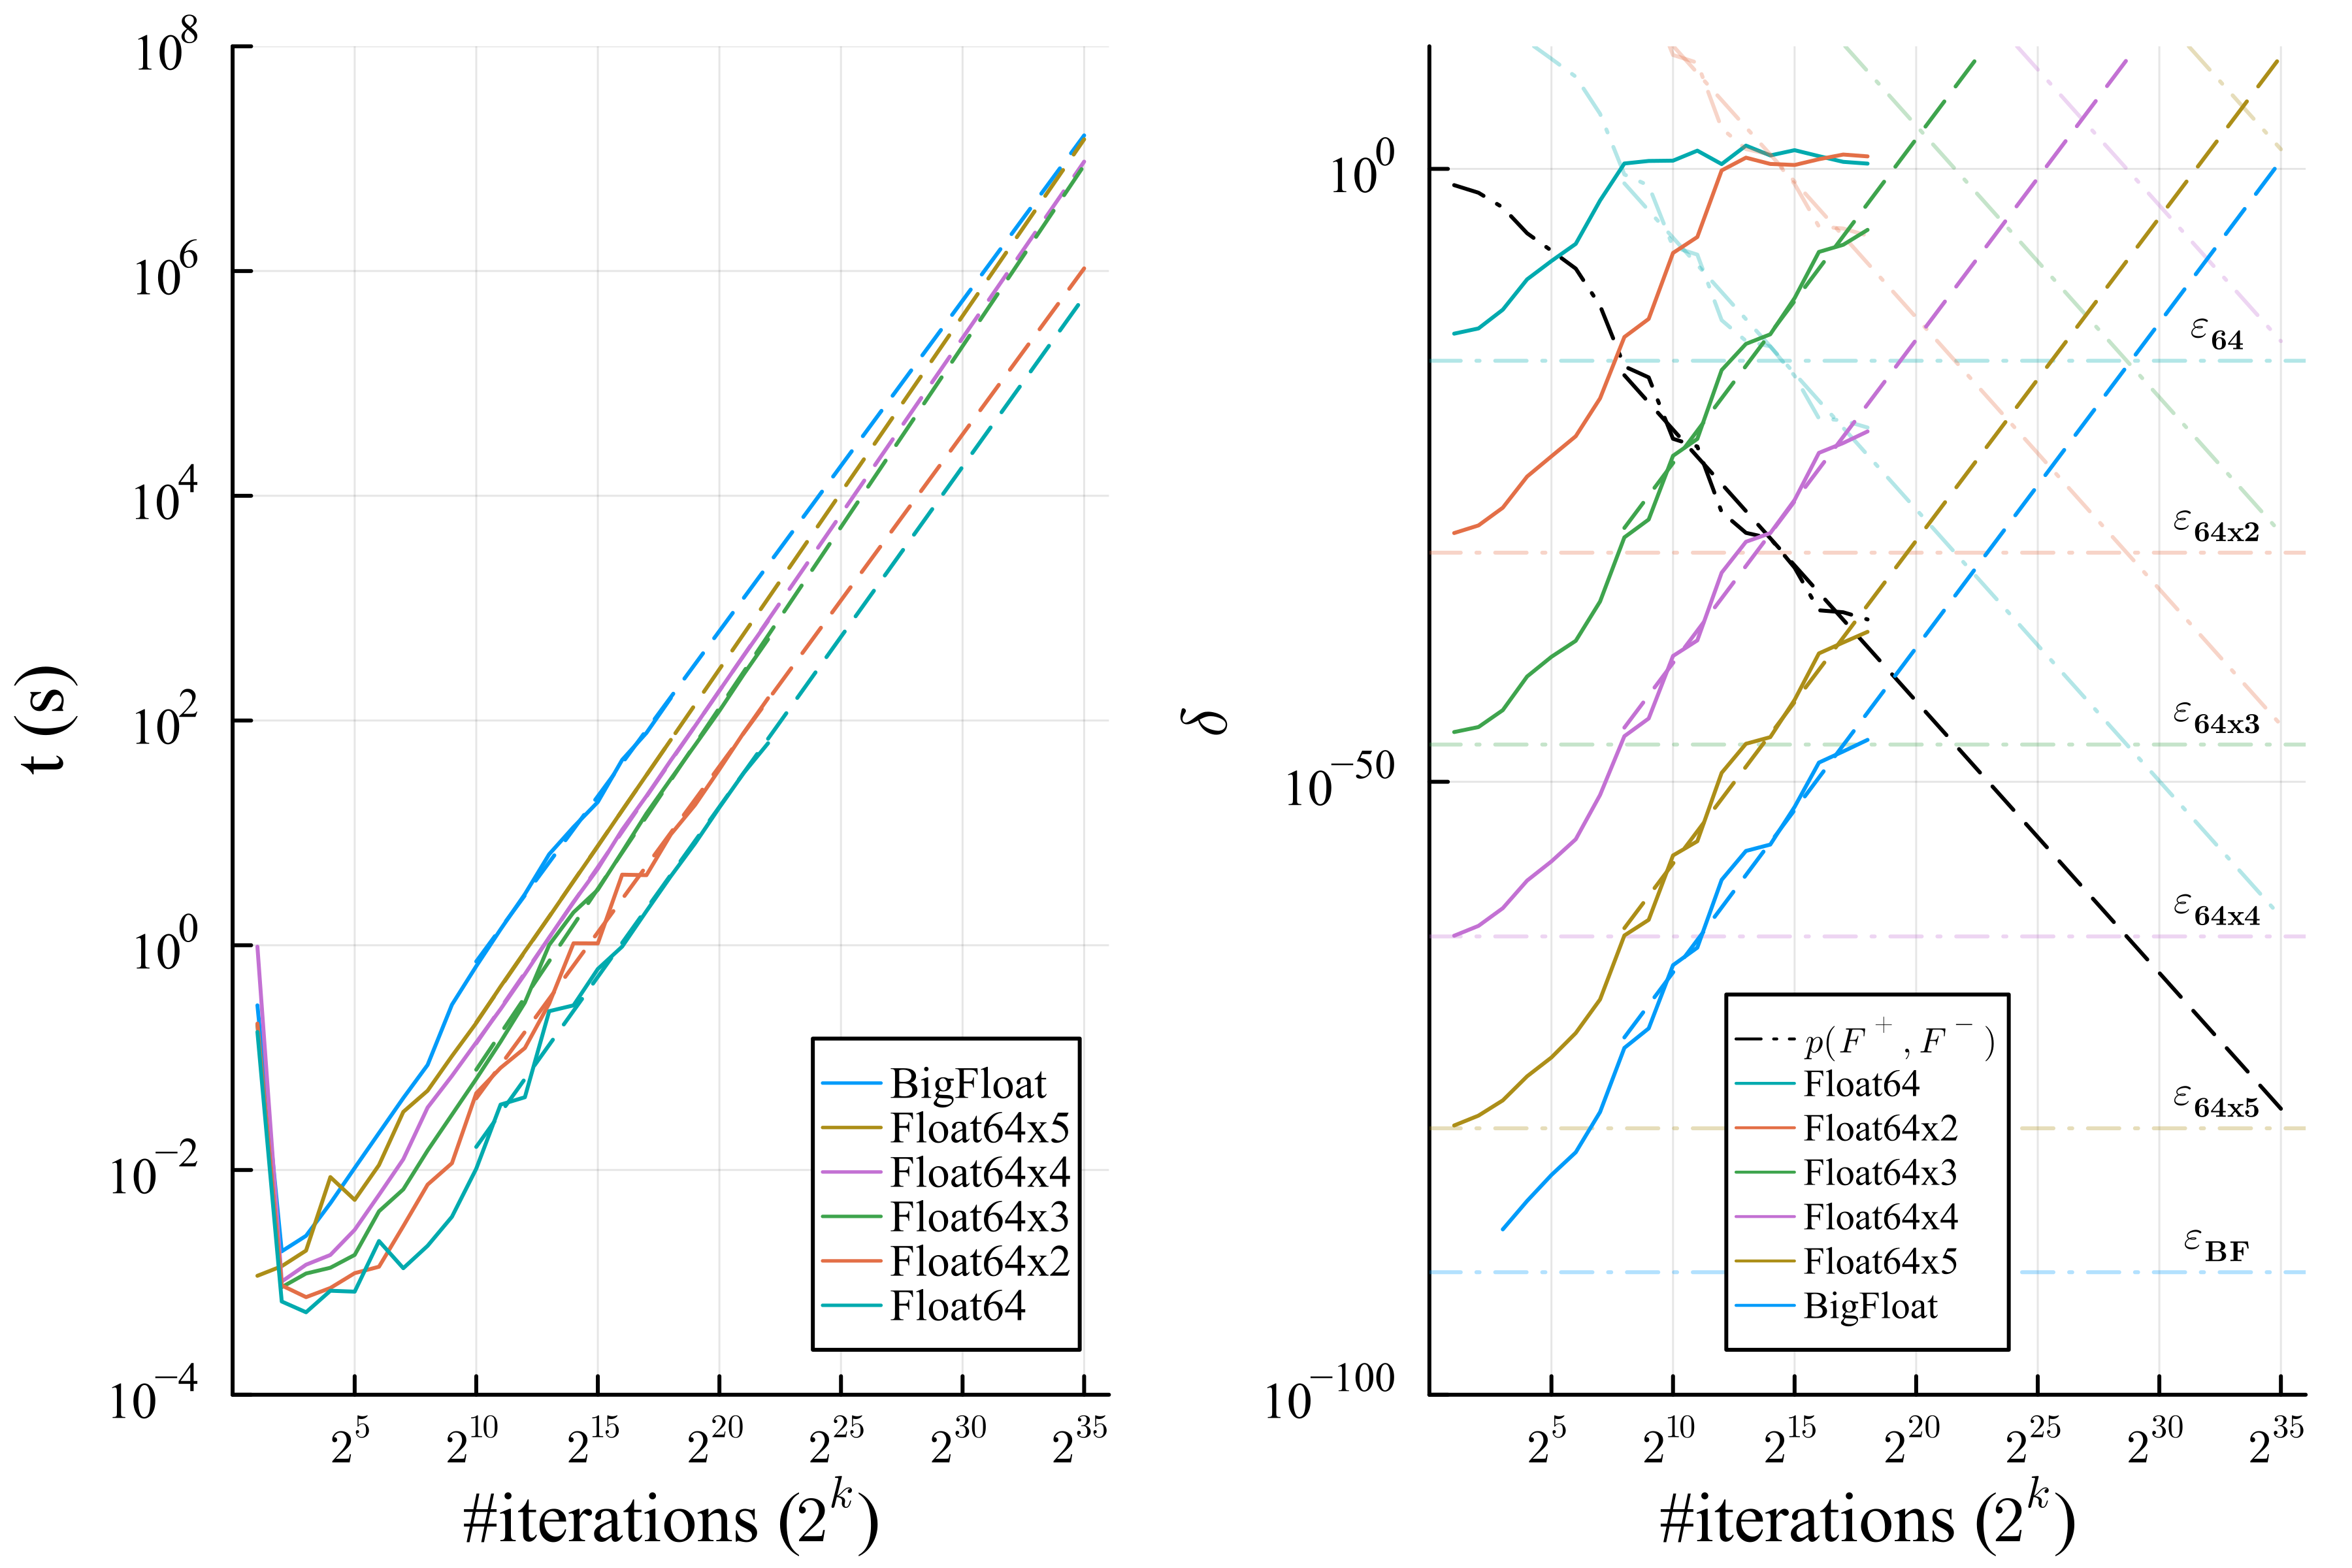 10^8
10^6
10^4
10^2
10^0
10^−2
10^−4
t (s)
BigFloat
Float64x5
Float64x4
Float64x3
Float64x2
Float64
2^5 2^10 2^15 2^20 2^25 2^30 2^35
#iterations (2^k)
10^0
10^−50
10^−100
δ
ε_64
ε_64x2
ε_64x3
ε_64x4
ε_64x5
ε_BF
p(F^+, F^−)
Float64
Float64x2
Float64x3
Float64x4
Float64x5
BigFloat
2^5 2^10 2^15 2^20 2^25 2^30 2^35
#iterations (2^k)